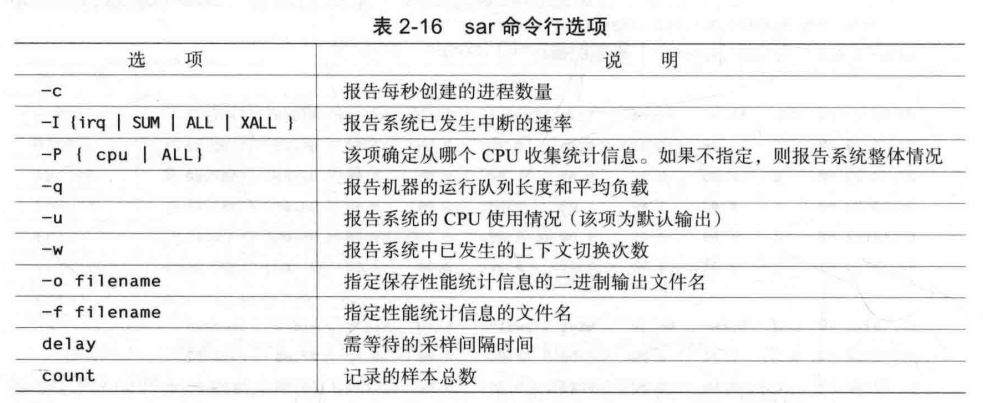 表 2-16 sar 命令行选项
选 项 说 明
-c 报告每秒创建的进程数量
-I {irq | SUM | ALL | XALL } 报告系统已发生中断的速率
-P { cpu | ALL} 该项确定从哪个 CPU 收集统计信息。如果不指定，则报告系统整体情况
-q 报告机器的运行队列长度和平均负载
-u 报告系统的 CPU 使用情况（该项为默认输出）
-w 报告系统中已发生的上下文切换次数
-o filename 指定保存性能统计信息的二进制输出文件名
-f filename 指定性能统计信息的文件名
delay 需等待的采样间隔时间
count 记录的样本总数